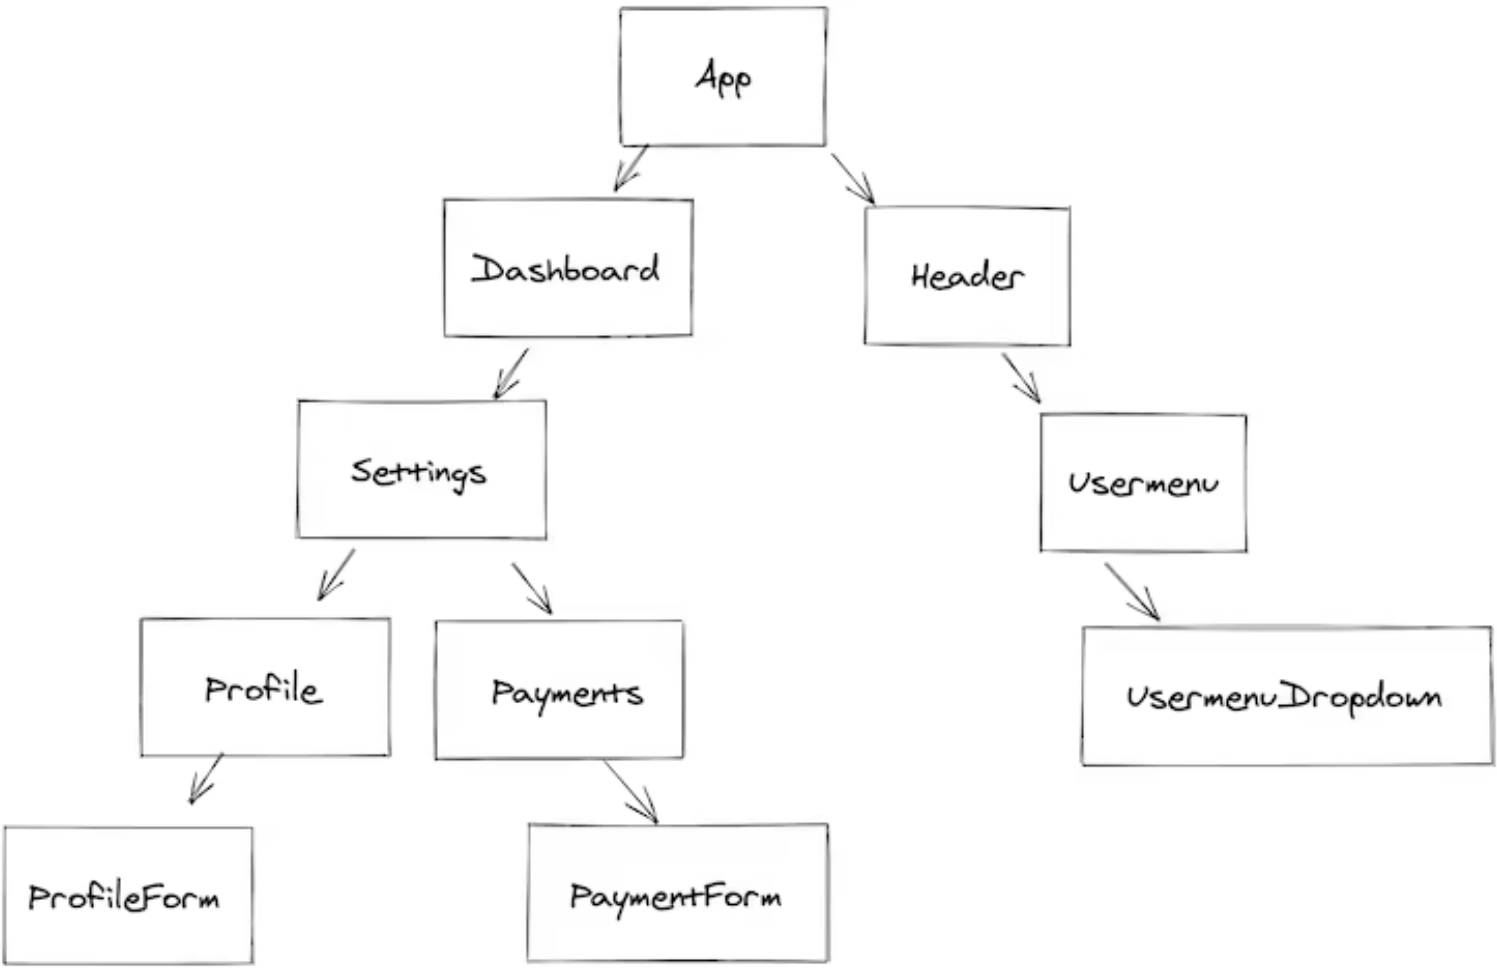 App
Dashboard
Header
Settings
Usermenu
Profile
Payments
UsermenuDropdown
ProfileForm
PaymentForm